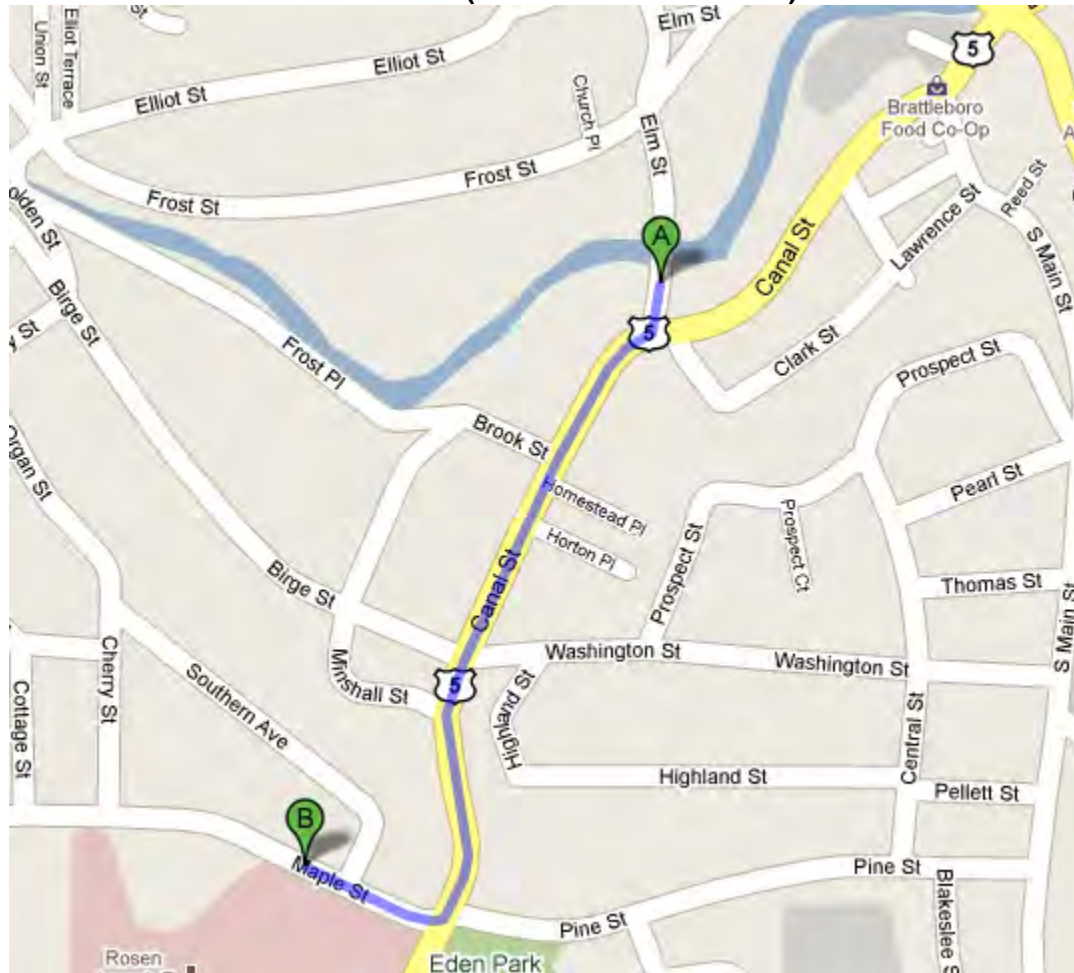 Union St
Elliot Terrace
Elliot St
Elliot St
Elm St
5
Church Pl
Brattleboro
Food Co-Op
A
Elm St
Frost St
Frost St
Reed St
Lawrence St
S Main St
Birge St
A
Canal St
5
Frost Pl
Clark St
Prospect St
Brook St
Homestead Pl
Pearl St
Horton Pl
Prospect St
Prospect Ct
Birge St
Canal St
Thomas St
S Main St
Cherry St
Minshall St
Washington St
Washington St
5
Cottage St
Southern Ave
Highland St
Central St
Highland St
Pellett St
B
Maple St
Pine St
Pine St
Blakeslee S
Rosen
Eden Park